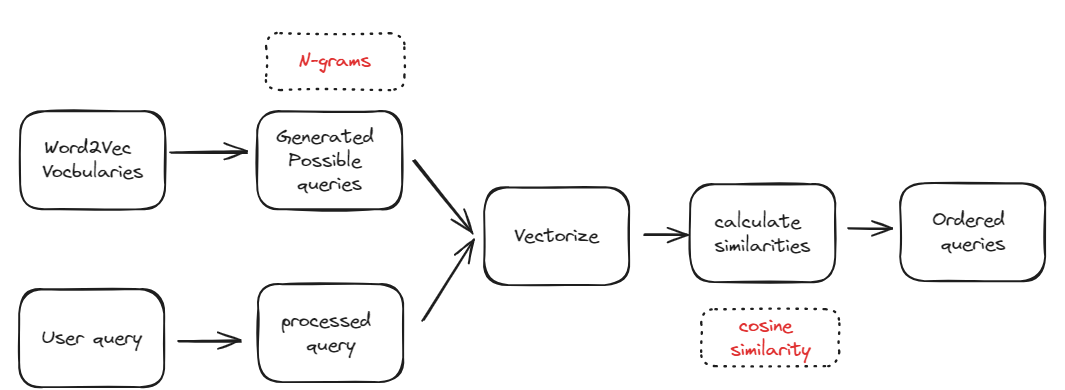 N-grams
Word2Vec
Vocbularies
Generated
Possible
queries
User query
processed
query
Vectorize
calculate
similarities
cosine
similarity
Ordered
queries